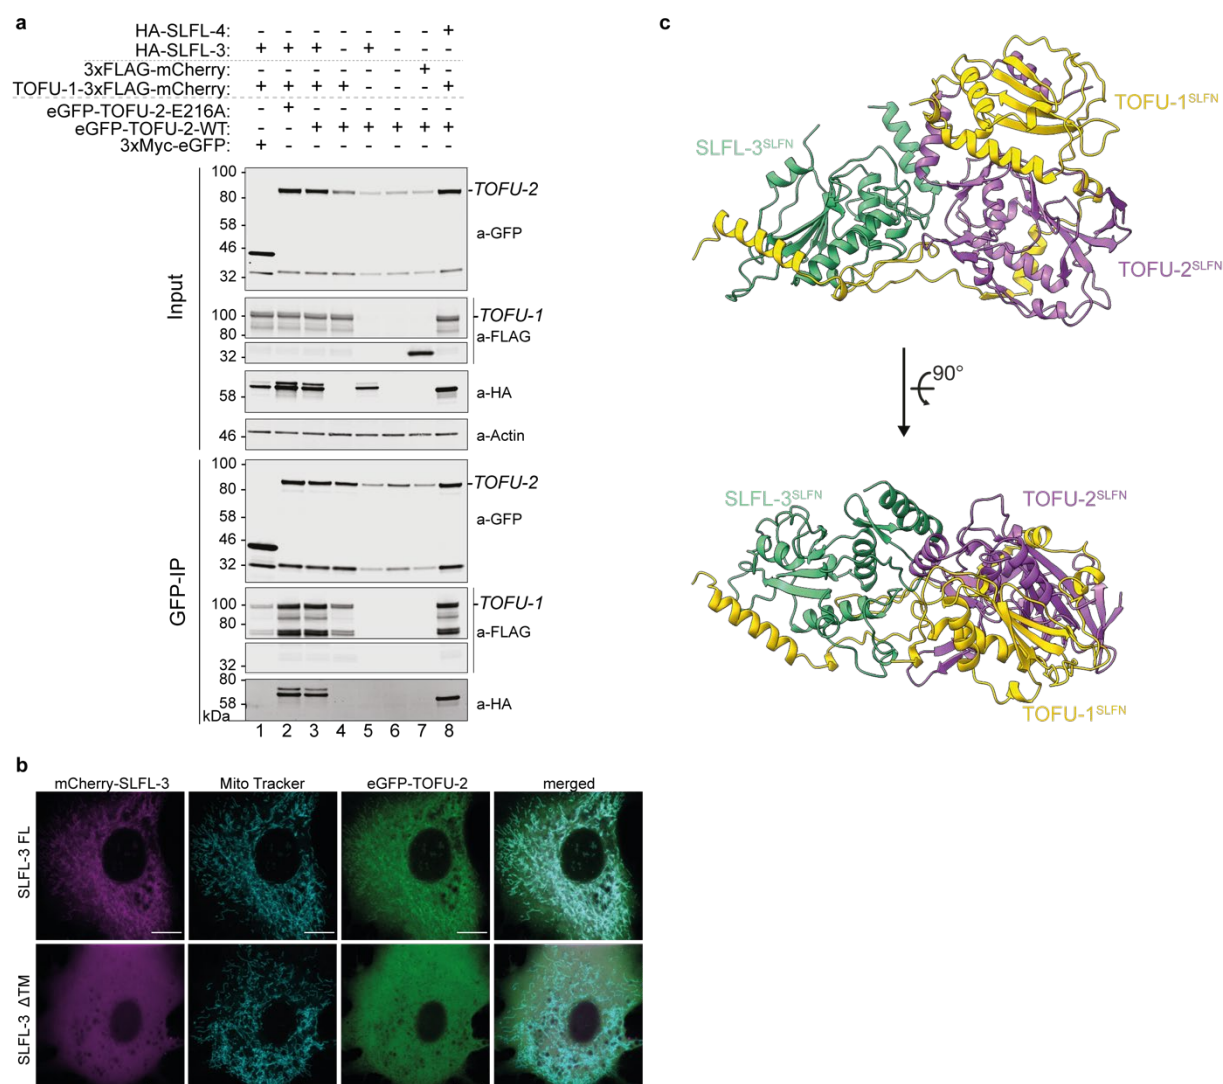 a
HA-SLFL-4: - - - - - - - +
HA-SLFL-3: + + + - + - - -
3xFLAG-mCherry: - - - - - - + -
TOFU-1-3xFLAG-mCherry: + + + + - - - +
eGFP-TOFU-2-E216A: - + - - - - - -
eGFP-TOFU-2-WT: - - + + + + + +
3xMyc-eGFP: + - - - - - - -
Input
100
80
58
46
32
TOFU-2
a-GFP
100
80
32
TOFU-1
a-FLAG
58
a-HA
46
a-Actin
GFP-IP
100
80
58
46
32
TOFU-2
a-GFP
100
80
32
TOFU-1
a-FLAG
80
58
kDa
a-HA
1 2 3 4 5 6 7 8
b
mCherry-SLFL-3 Mito Tracker eGFP-TOFU-2 merged
SLFL-3 FL
SLFL-3 ΔTM
c
TOFU-1SLFN
SLFL-3SLFN
TOFU-2SLFN
90°
SLFL-3SLFN
TOFU-2SLFN
TOFU-1SLFN